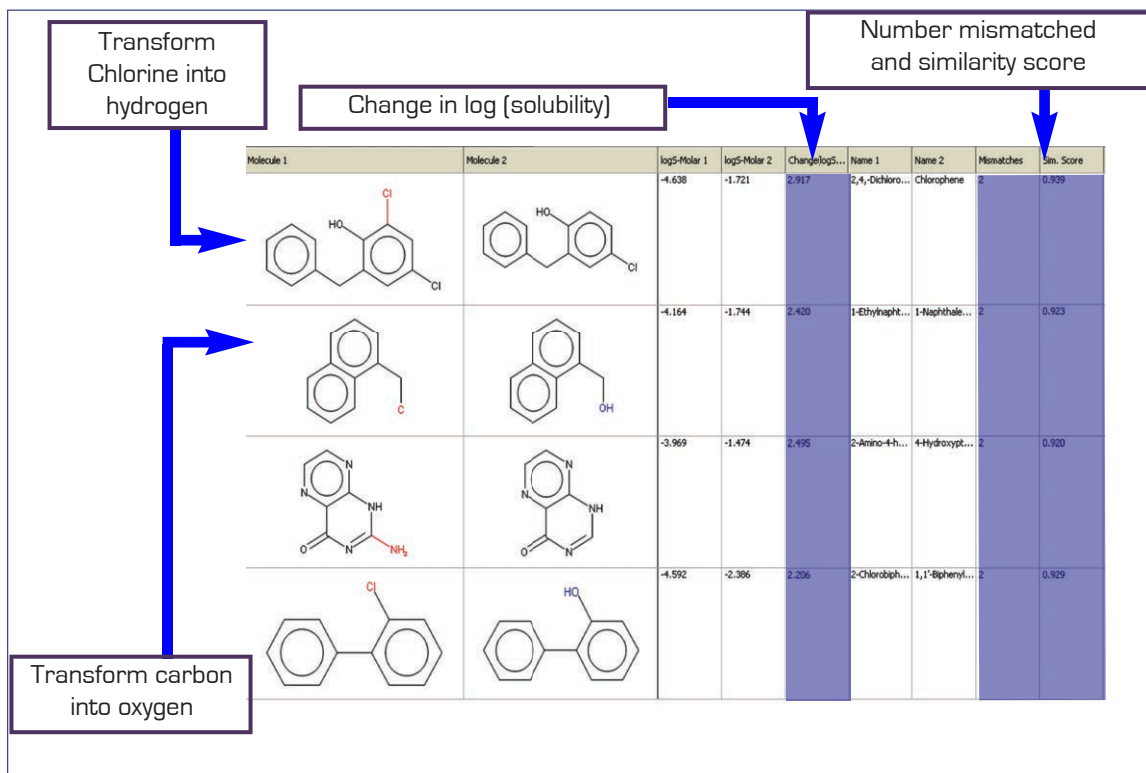 Transform
Chlorine into
hydrogen
Number mismatched
and similarity score
Change in log (solubility)
Molecule 1 Molecule 2 logS-Molar 1 logS-Molar 2 Change(logS... Name 1 Name 2 Mismatches Sim. Score
-4.638 -1.721 2.917 2,4,-Dichloro... Chlorophene 2 0.939
Cl
HO
Cl
HO
Cl
-4.164 -1.744 2.420 1-Ethylnapht... 1-Naphthale... 2 0.923
C
OH
-3.969 -1.474 2.495 2-Amino-4-h... 4-Hydroxypt... 2 0.920
N
N
NH
O
N
NH₂
N
N
NH
O
N
-4.592 -2.386 2.206 2-Chlorobiph... 1,1'-Biphenyl... 2 0.929
Cl
HO
Transform carbon
into oxygen